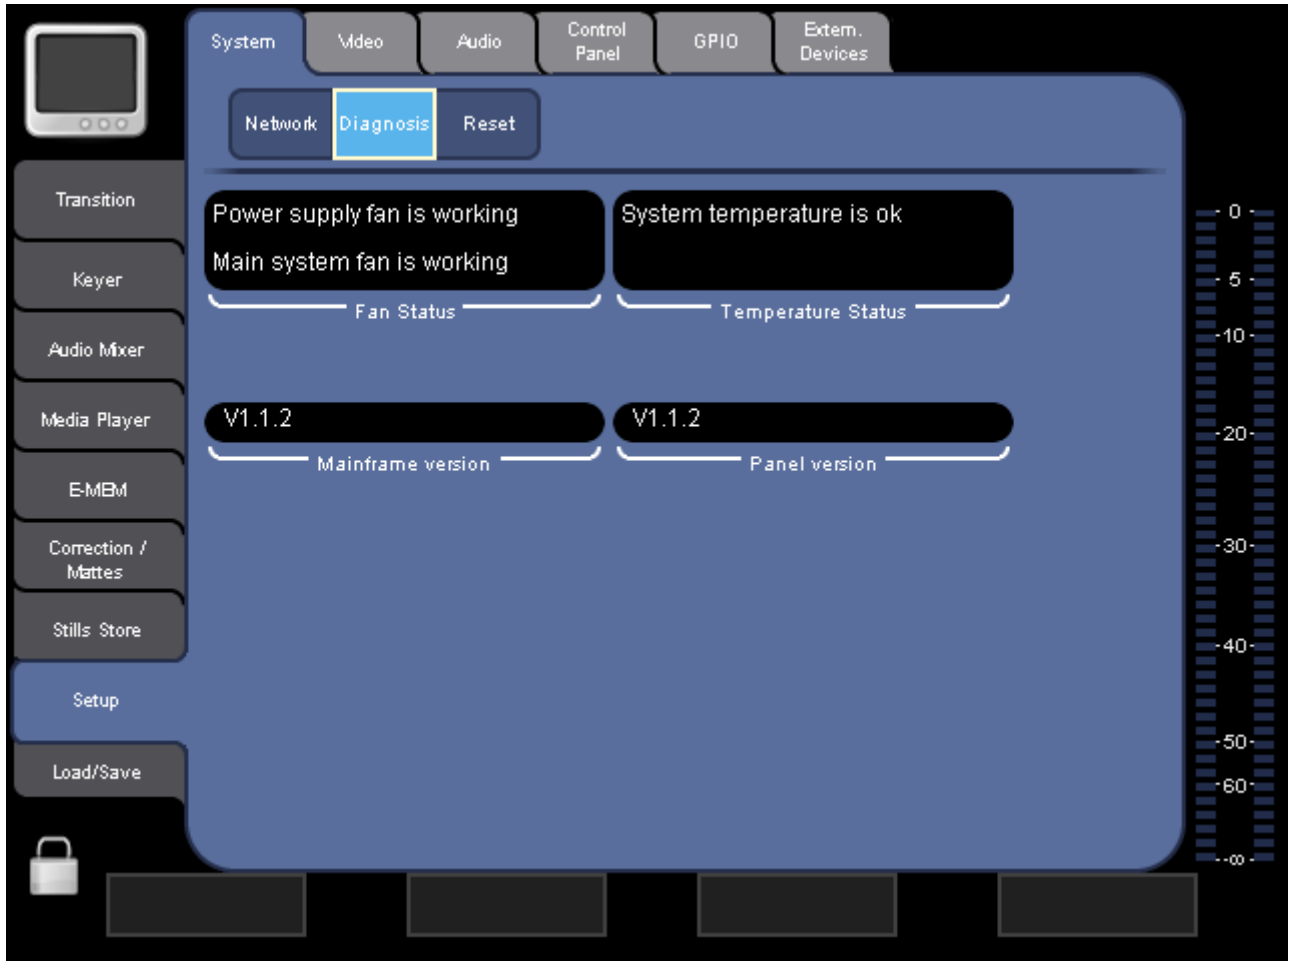 System
Video
Audio
Control
Panel
GPIO
Extern.
Devices
Network
Diagnosis
Reset
Transition
Keyer
Audio Mixer
Media Player
E-MEM
Correction /
Mattes
Stills Store
Setup
Load/Save
Power supply fan is working
Main system fan is working
Fan Status
System temperature is ok
Temperature Status
V1.1.2
Mainframe version
V1.1.2
Panel version
- 0 -
- 5 -
-10-
-20-
-30-
-40-
-50-
-60-
--∞ -